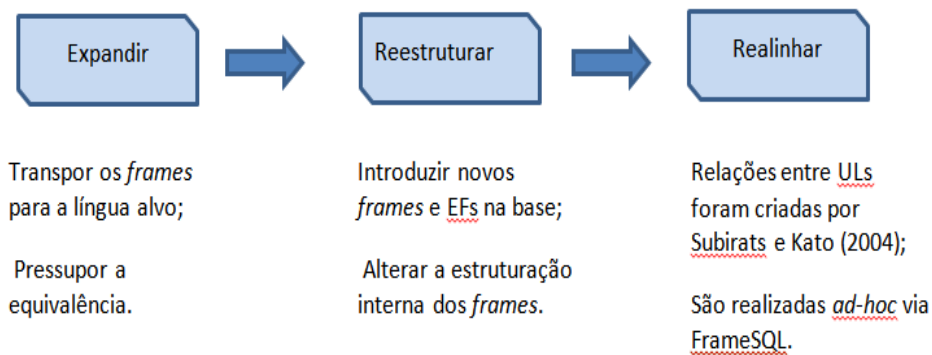 Expandir
Reestruturar
Realinhar
Transpor os frames
para a língua alvo;
Pressupor a
equivalência.
Introduzir novos
frames e EFs na base;
Alterar a estruturação
interna dos frames.
Relações entre ULs
foram criadas por
Subirats e Kato (2004);
São realizadas ad-hoc via
FrameSQL.